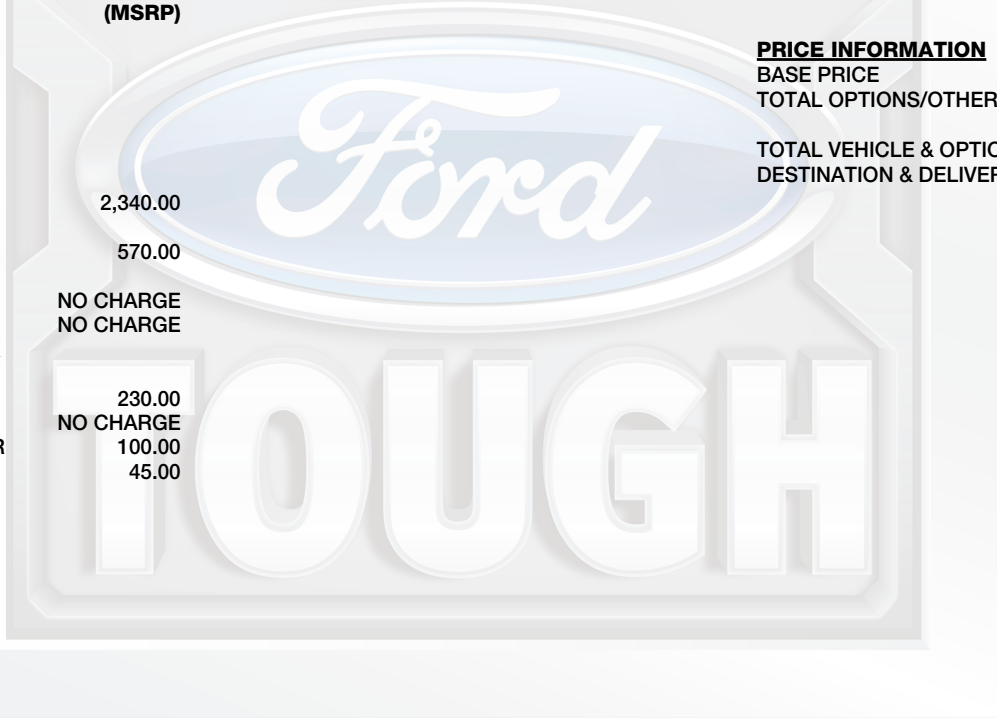 (MSRP)
2,340.00
570.00
NO CHARGE
NO CHARGE
230.00
NO CHARGE
R 100.00
45.00
PRICE INFORMATION
BASE PRICE
TOTAL OPTIONS/OTHER
TOTAL VEHICLE & OPTIO
DESTINATION & DELIVER
Ford
TOUGH